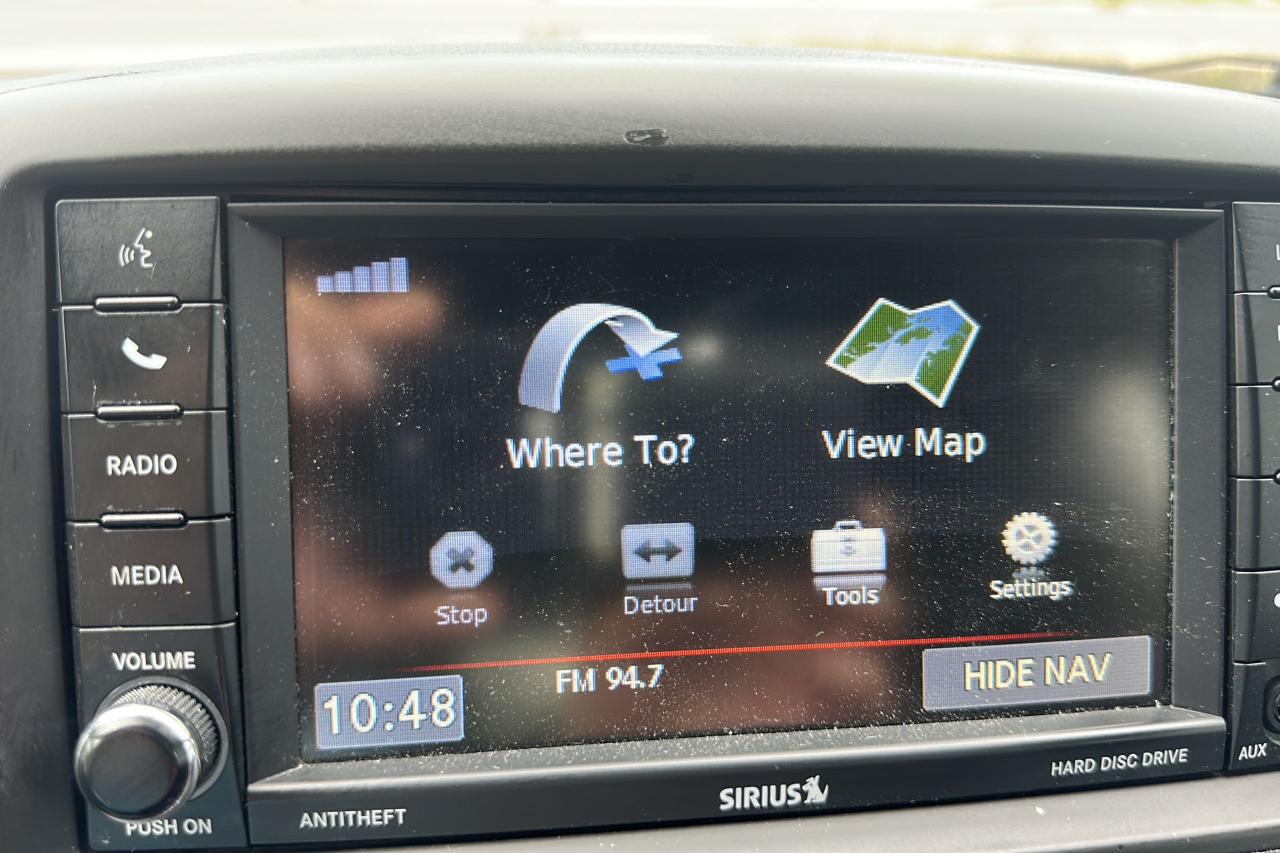 RADIO
MEDIA
VOLUME
PUSH ON
Where To?
View Map
Stop
Detour
Tools
Settings
FM 94.7
10:48
HIDE NAV
ANTITHEFT
SIRIUS
HARD DISC DRIVE
AUX